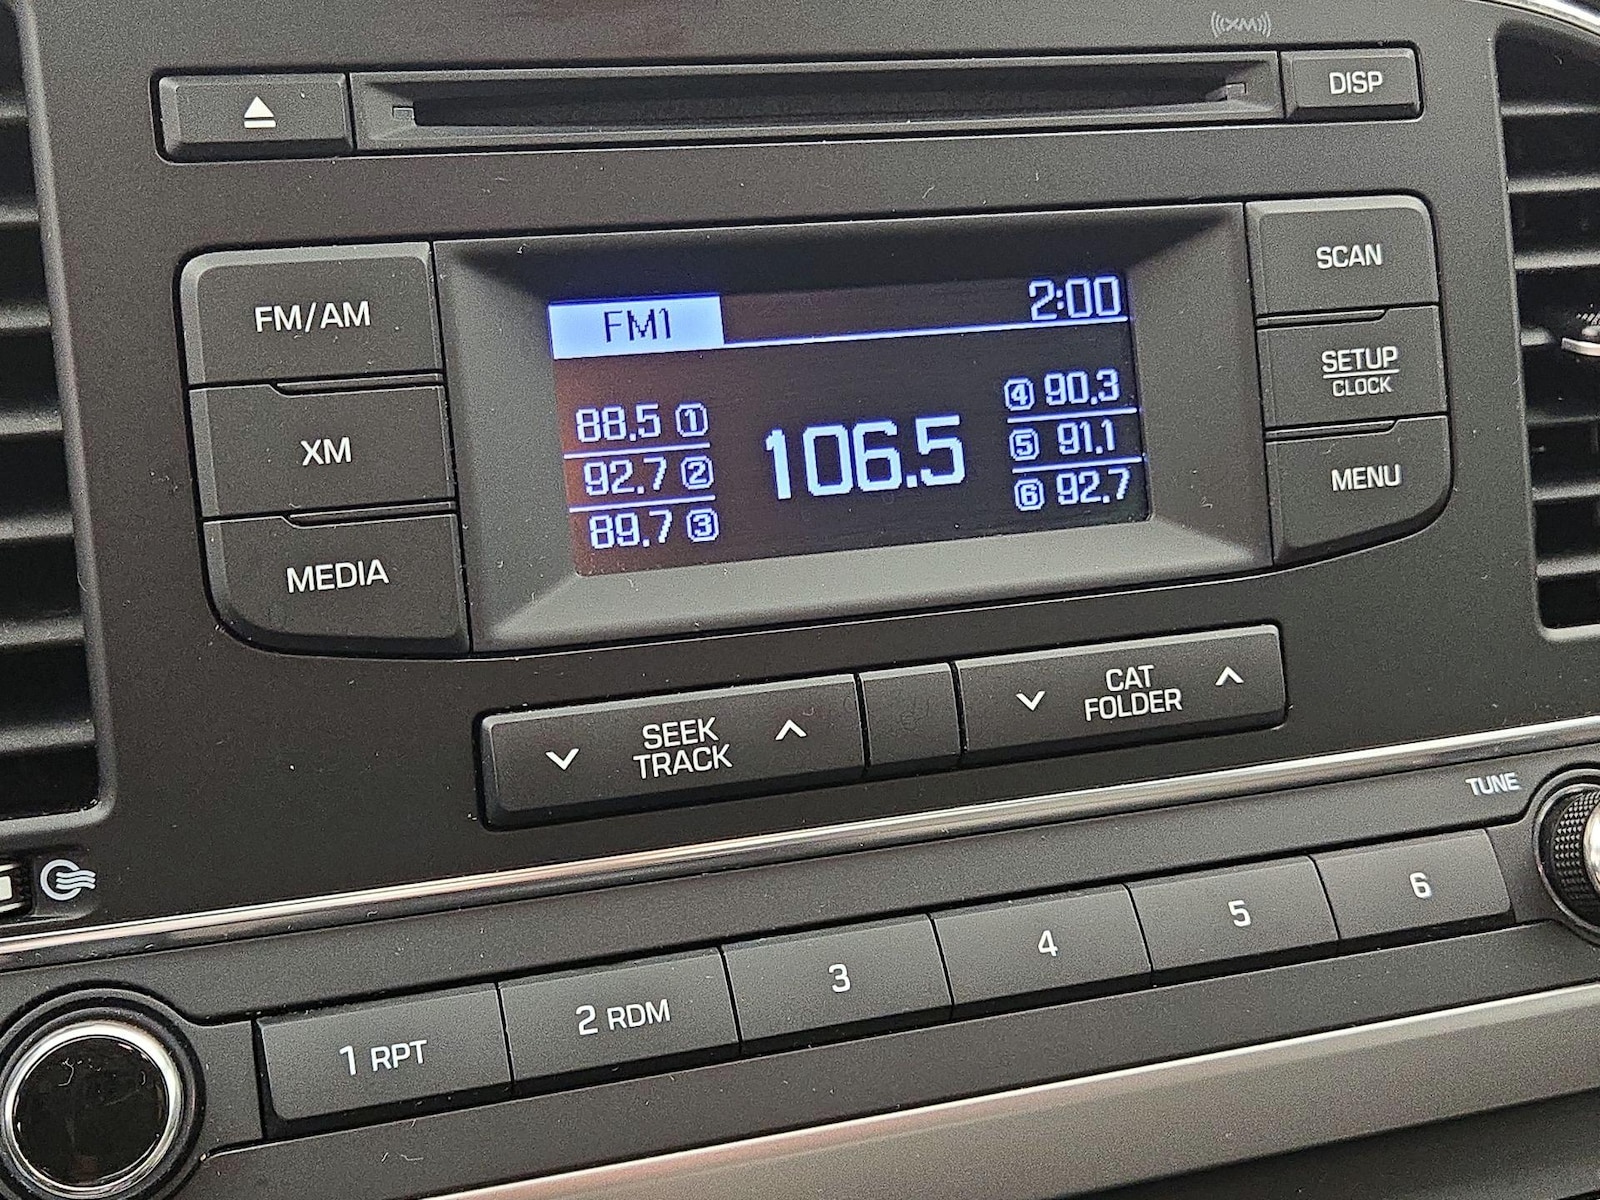 ((XM))
DISP
FM/AM
XM
MEDIA
FM1
2:00
88.5 1
92.7 2
89.7 3
106.5
4 90.3
5 91.1
6 92.7
SCAN
SETUP
CLOCK
MENU
SEEK
TRACK
CAT
FOLDER
TUNE
1 RPT
2 RDM
3
4
5
6